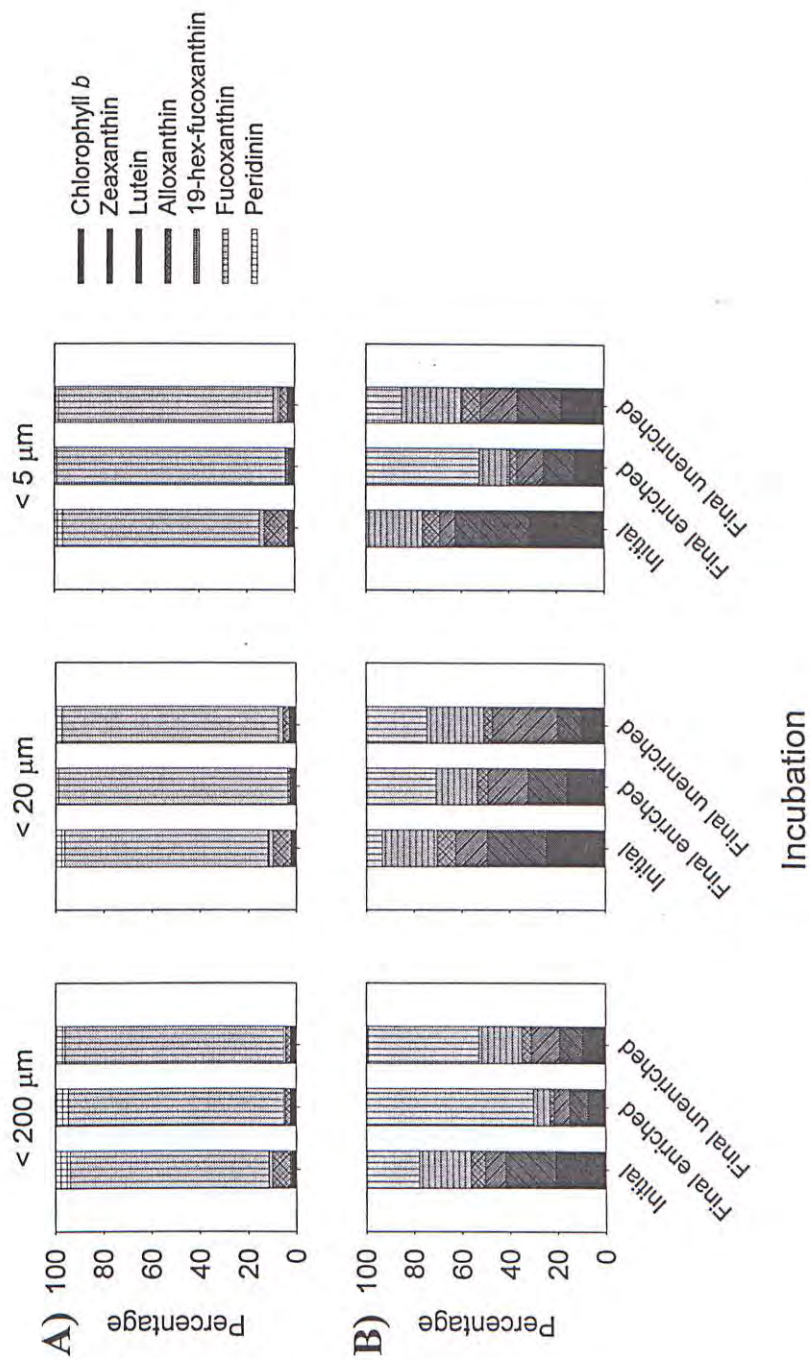 < 200 μm
< 20 μm
< 5 μm
A)
Percentage
100
80
60
40
20
0
Chlorophyll b
Zeaxanthin
Lutein
Alloxanthin
19-hex-fucoxanthin
Fucoxanthin
Peridinin
B)
Percentage
100
80
60
40
20
0
Initial
Final enriched
Final unenriched
Initial
Final enriched
Final unenriched
Initial
Final enriched
Final unenriched
Incubation